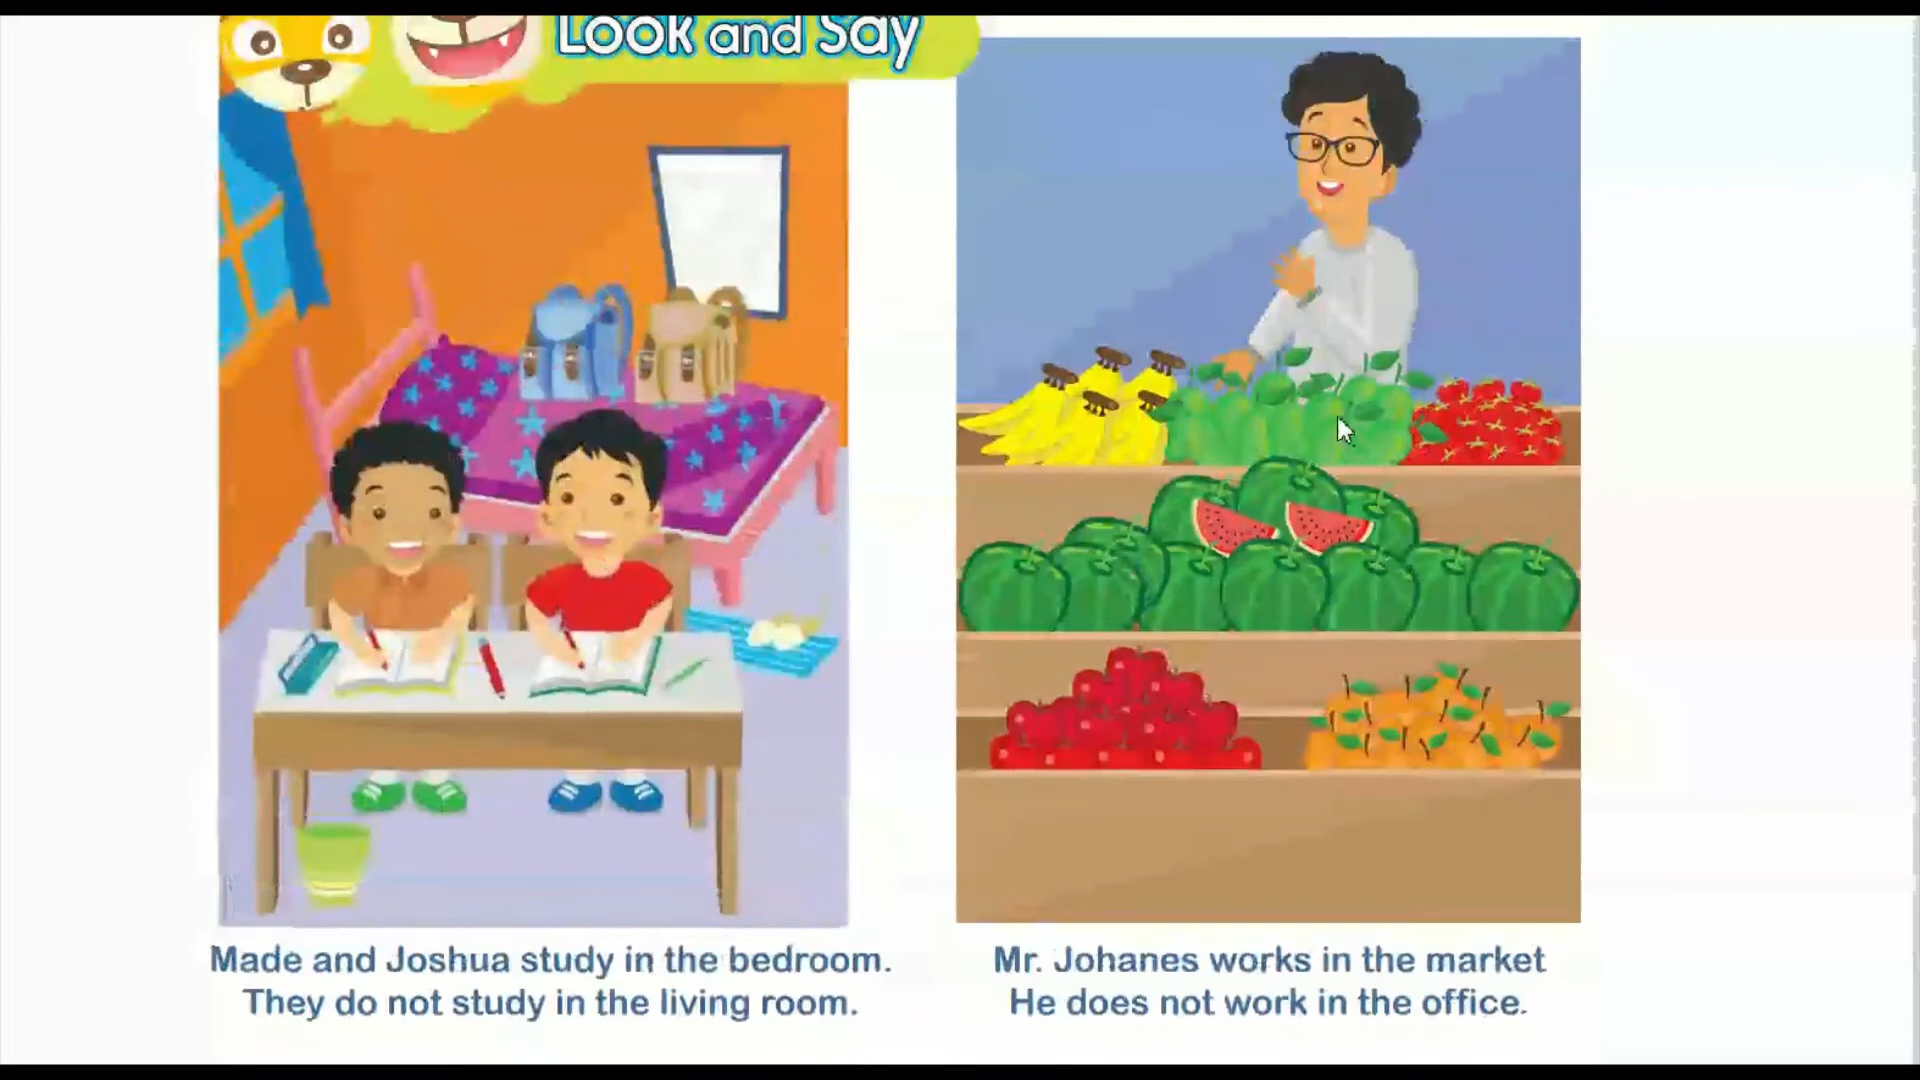 Look and Say
Made and Joshua study in the bedroom.
They do not study in the living room.
Mr. Johanes works in the market
He does not work in the office.